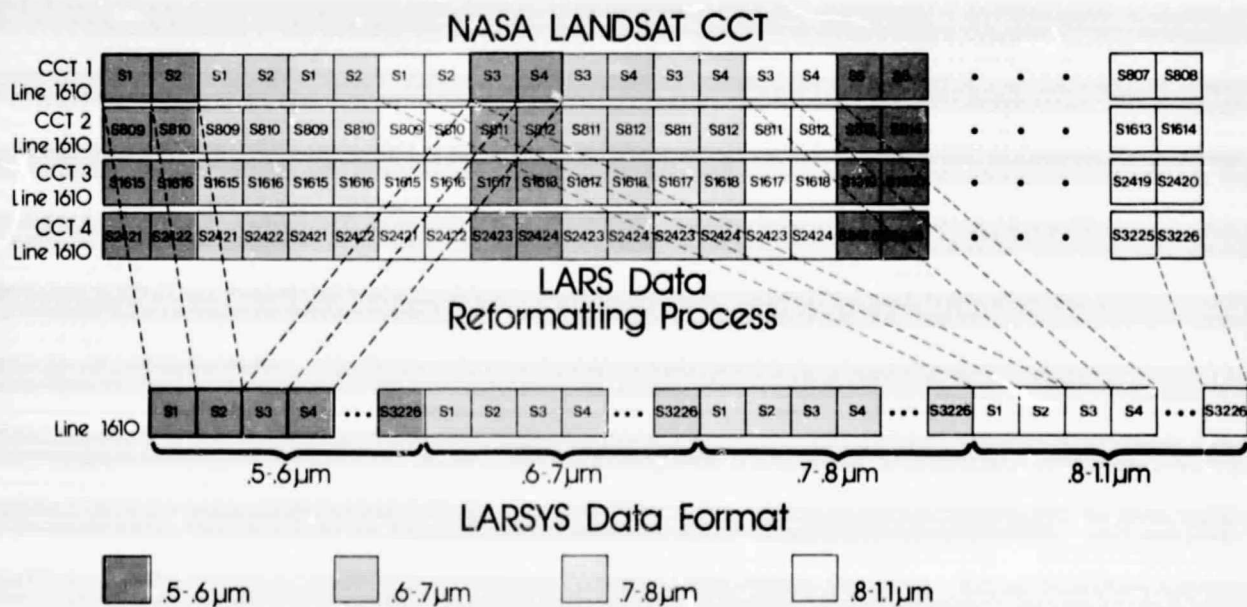 NASA LANDSAT CCT
CCT 1 S1 S2 S1 S2 S1 S2 S1 S2 S3 S4 S3 S4 S3 S4 S3 S4 • • • S807 S808
Line 1610
CCT 2 S809 S810 S809 S810 S809 S810 S809 S810 S811 S812 S811 S812 S811 S812 S811 S812 • • • S1613 S1614
Line 1610
CCT 3 S1615 S1616 S1615 S1616 S1615 S1616 S1615 S1616 S1617 S1618 S1617 S1618 S1617 S1618 S1617 S1618 • • • S2419 S2420
Line 1610
CCT 4 S2421 S2422 S2421 S2422 S2421 S2422 S2421 S2422 S2423 S2424 S2423 S2424 S2423 S2424 S2423 S2424 • • • S3225 S3226
Line 1610
LARS Data
Reformatting Process
Line 1610 S1 S2 S3 S4 ••• S3226 S1 S2 S3 S4 ••• S3226 S1 S2 S3 S4 ••• S3226 S1 S2 S3 S4 ••• S3226
.5-.6μm .6-.7μm .7-.8μm .8-1.1μm
LARSYS Data Format
.5-.6μm .6-.7μm .7-.8μm .8-1.1μm